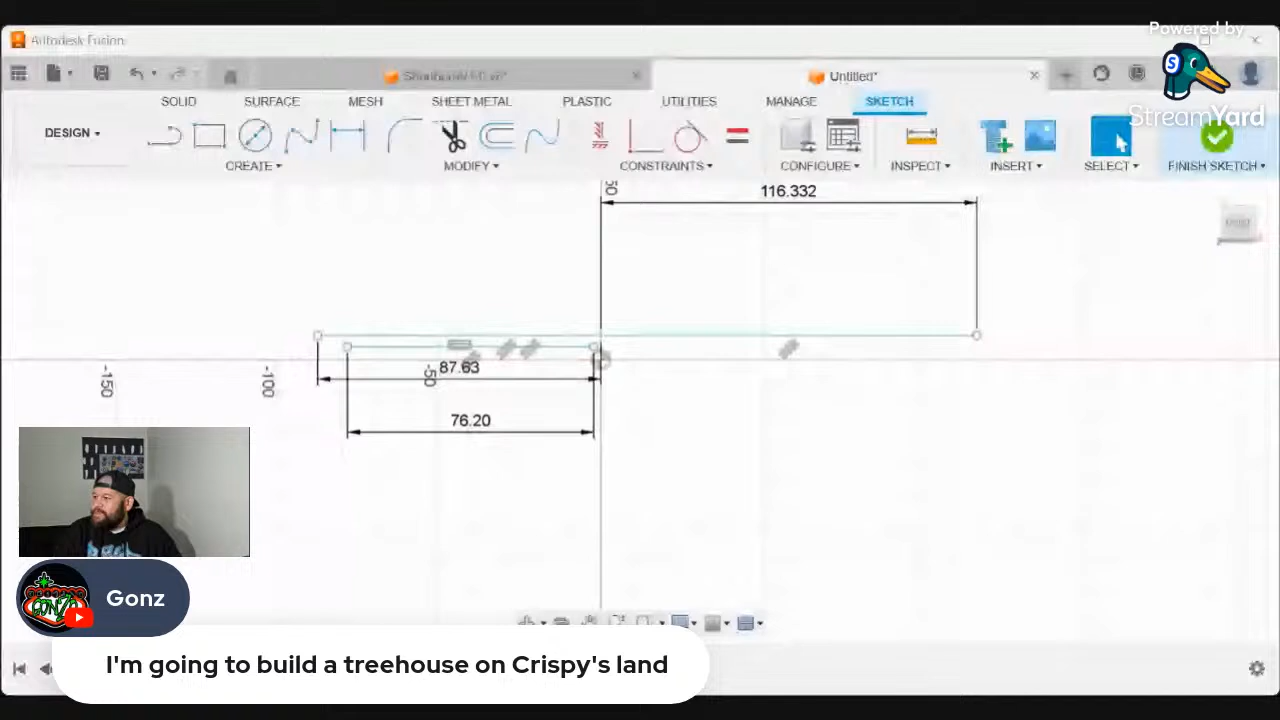 Powered by
Autodesk Fusion
Untitled*
StreamYard
SOLID SURFACE MESH SHEET METAL PLASTIC UTILITIES MANAGE SKETCH
DESIGN
CREATE MODIFY CONSTRAINTS CONFIGURE INSPECT INSERT SELECT FINISH SKETCH
50
116.332
-150
-100
-50
87.63
76.20
GONZO
Gonz
I'm going to build a treehouse on Crispy's land